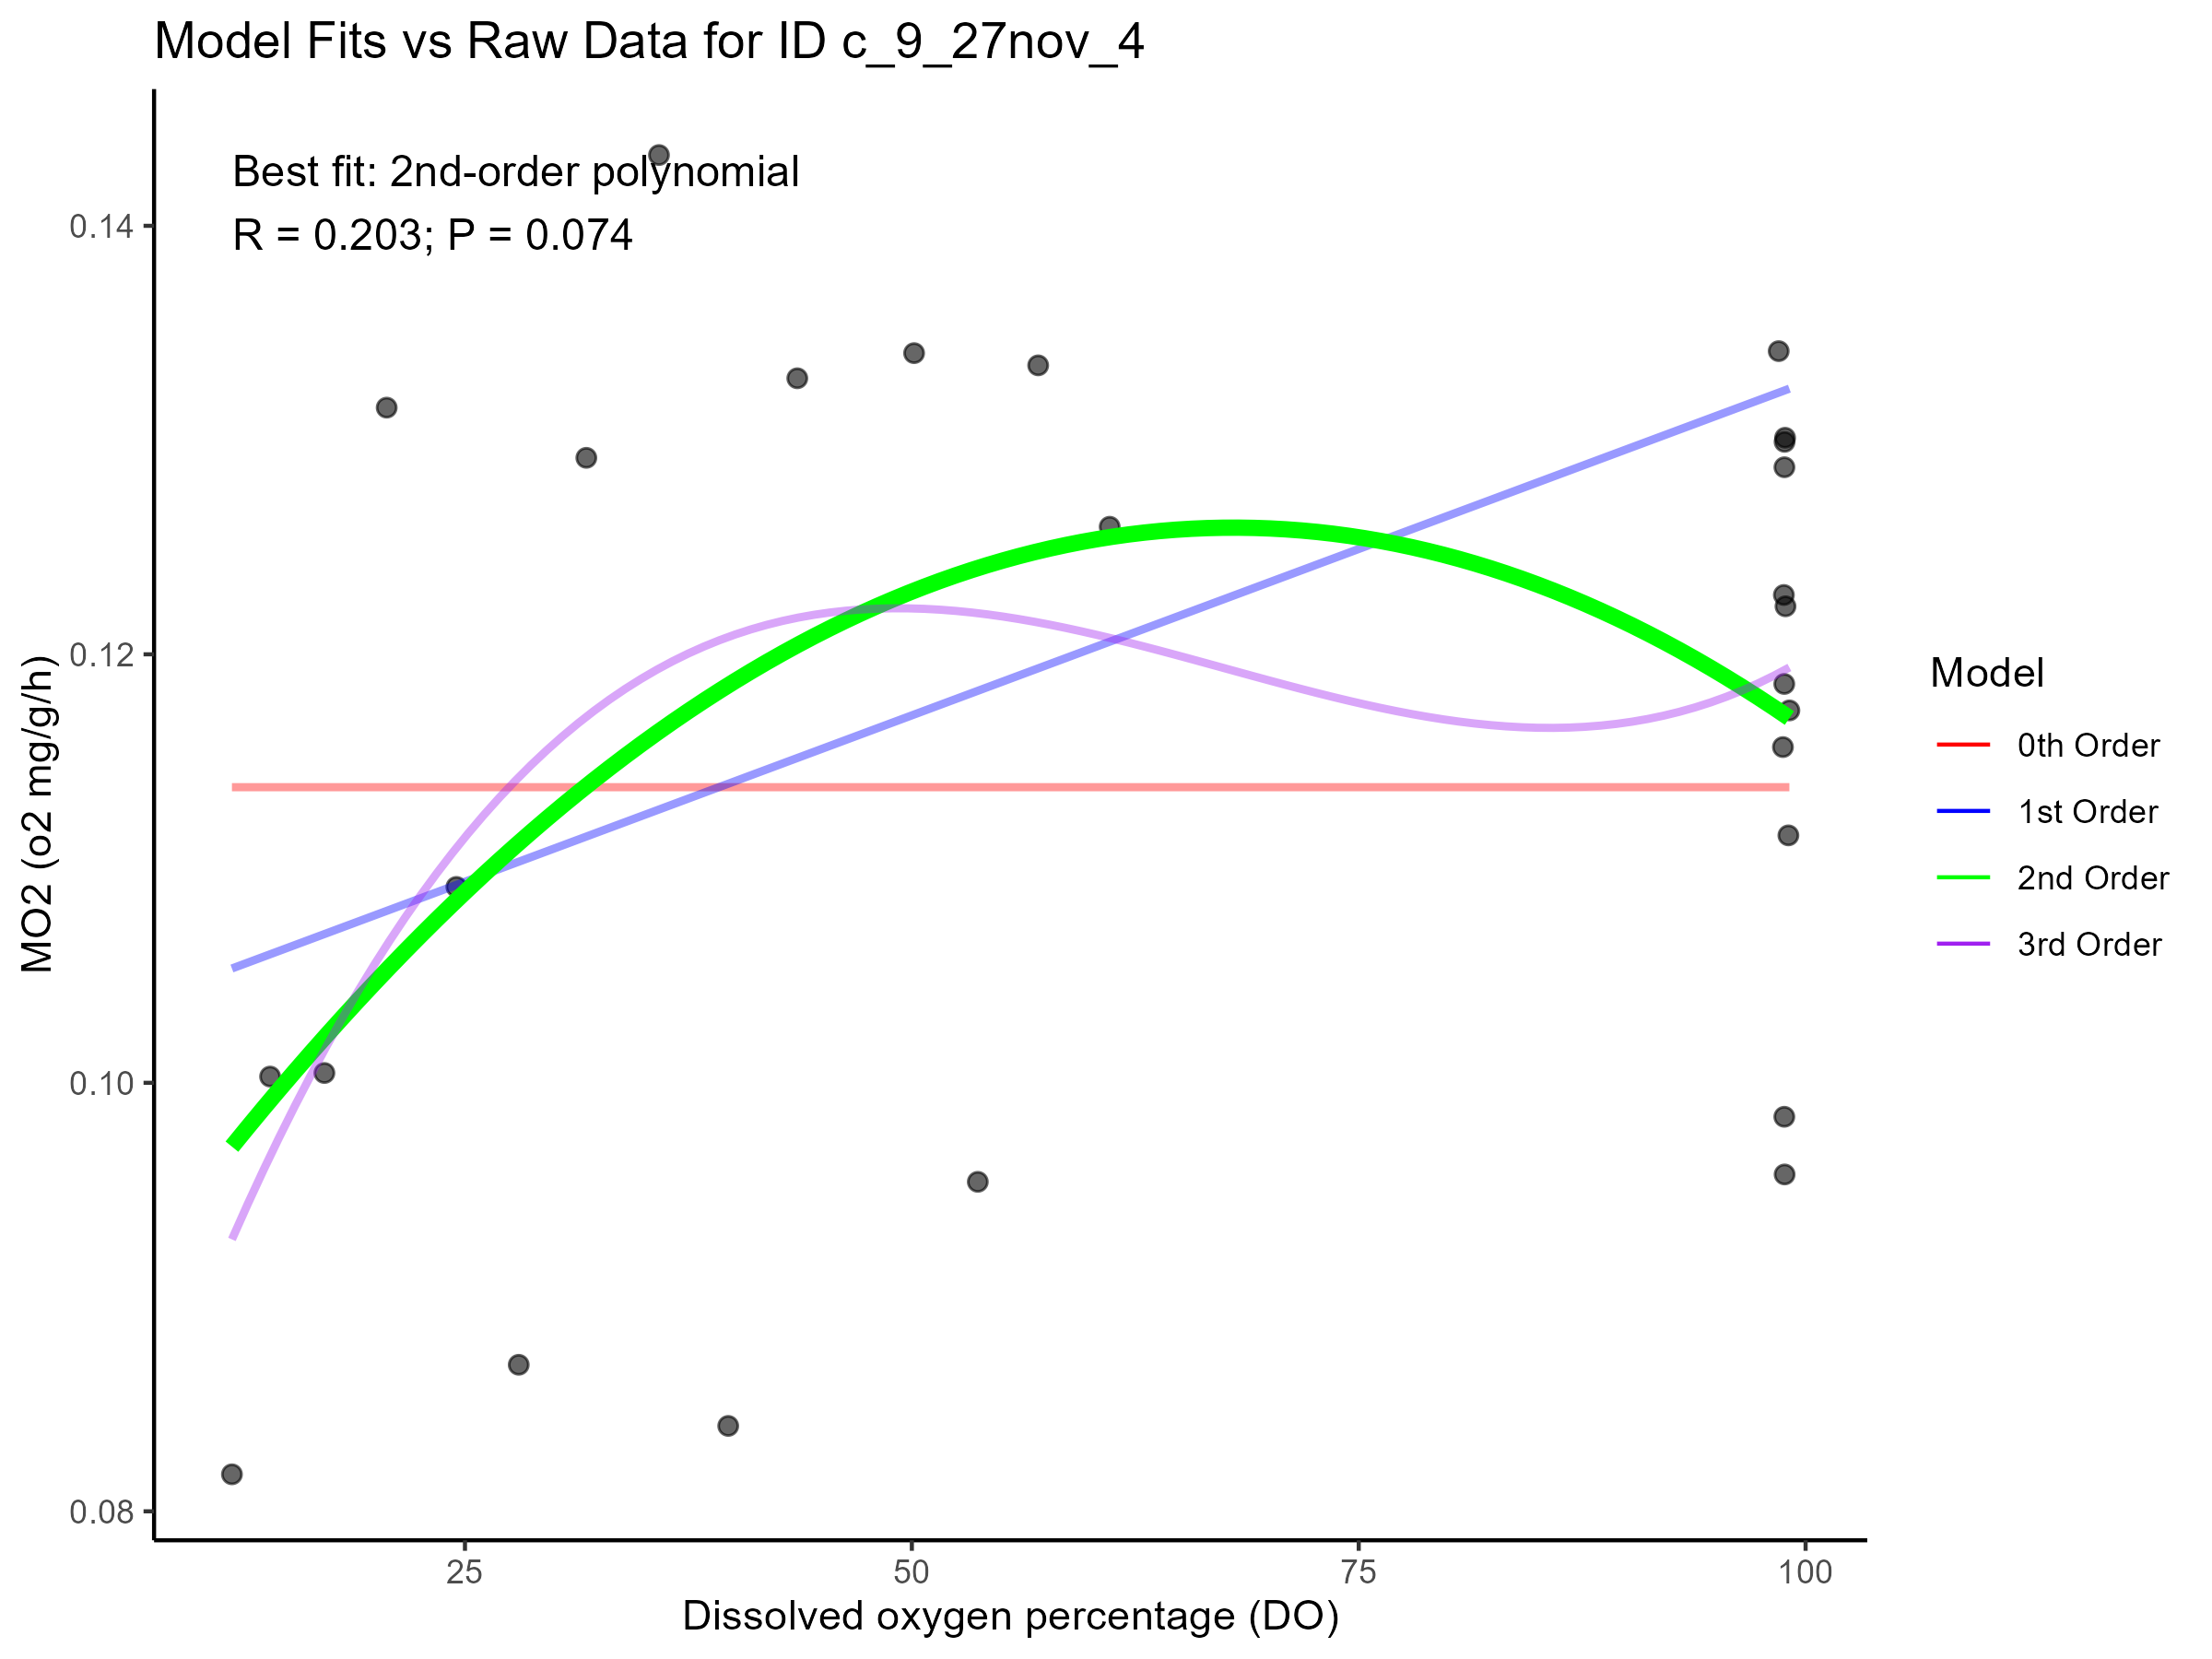 Model Fits vs Raw Data for ID c_9_27nov_4
Best fit: 2nd-order polynomial
R = 0.203; P = 0.074
0.14
0.12
0.10
0.08
MO2 (o2 mg/g/h)
25
50
75
100
Dissolved oxygen percentage (DO)
Model
0th Order
1st Order
2nd Order
3rd Order